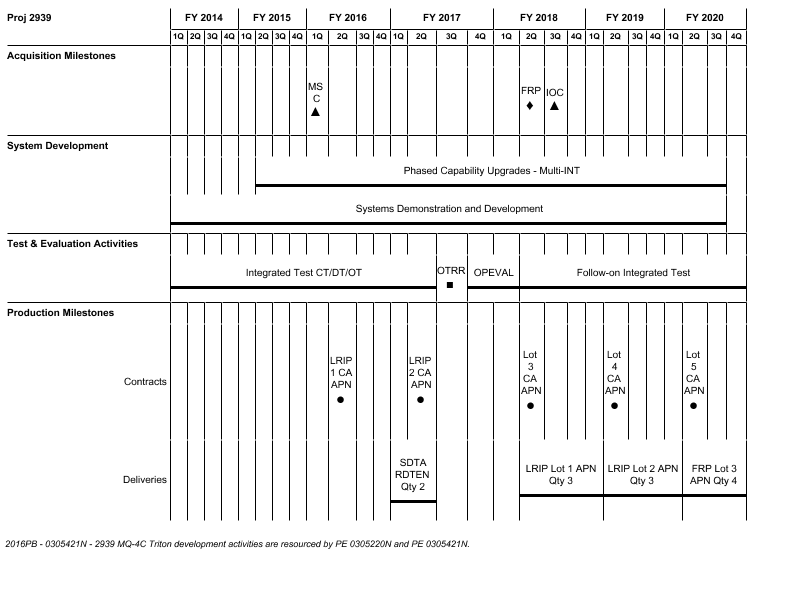 Proj 2939 FY 2014 FY 2015 FY 2016 FY 2017 FY 2018 FY 2019 FY 2020
1Q 2Q 3Q 4Q 1Q 2Q 3Q 4Q 1Q 2Q 3Q 4Q 1Q 2Q 3Q 4Q 1Q 2Q 3Q 4Q 1Q 2Q 3Q 4Q 1Q 2Q 3Q 4Q
Acquisition Milestones
MS
C
FRP
IOC
System Development
Phased Capability Upgrades - Multi-INT
Systems Demonstration and Development
Test & Evaluation Activities
Integrated Test CT/DT/OT
OTRR
OPEVAL
Follow-on Integrated Test
Production Milestones
Contracts
LRIP
1 CA
APN
LRIP
2 CA
APN
Lot
3
CA
APN
Lot
4
CA
APN
Lot
5
CA
APN
Deliveries
SDTA
RDTEN
Qty 2
LRIP Lot 1 APN
Qty 3
LRIP Lot 2 APN
Qty 3
FRP Lot 3
APN Qty 4
2016PB - 0305421N - 2939 MQ-4C Triton development activities are resourced by PE 0305220N and PE 0305421N.